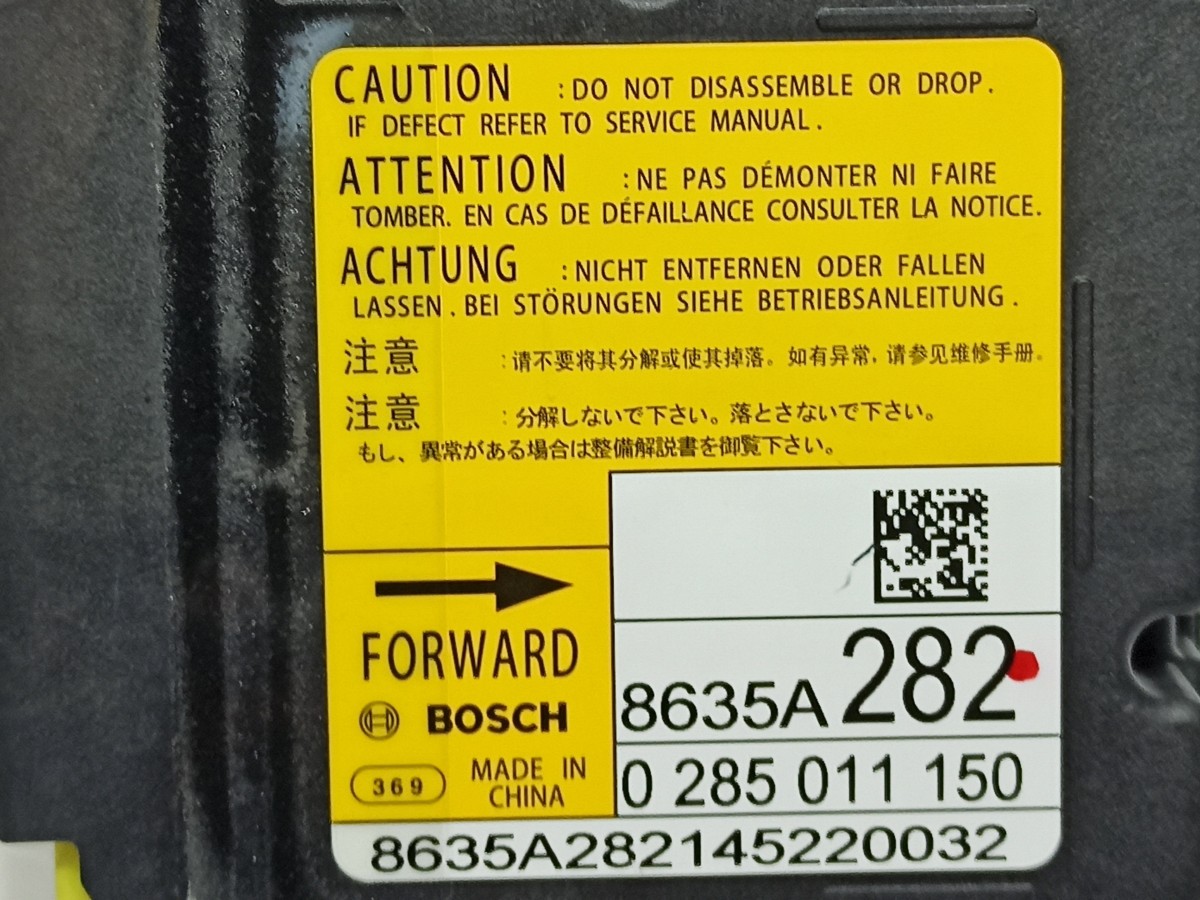 CAUTION :DO NOT DISASSEMBLE OR DROP.
IF DEFECT REFER TO SERVICE MANUAL.
ATTENTION :NE PAS DÉMONTER NI FAIRE
TOMBER. EN CAS DE DÉFAILLANCE CONSULTER LA NOTICE.
ACHTUNG :NICHT ENTFERNEN ODER FALLEN
LASSEN. BEI STÖRUNGEN SIEHE BETRIEBSANLEITUNG.
注意 :请不要将其分解或使其掉落。如有异常,请参见维修手册。
注意 :分解しないで下さい。落とさないで下さい。
もし、異常がある場合は整備解説書を御覧下さい。
FORWARD
BOSCH
369
MADE IN
CHINA
8635A282
0 285 011 150
8635A282145220032